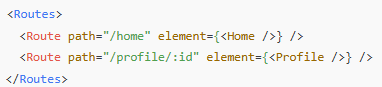 <Routes>
  <Route path="/home" element={<Home />} />
  <Route path="/profile/:id" element={<Profile />} />
</Routes>